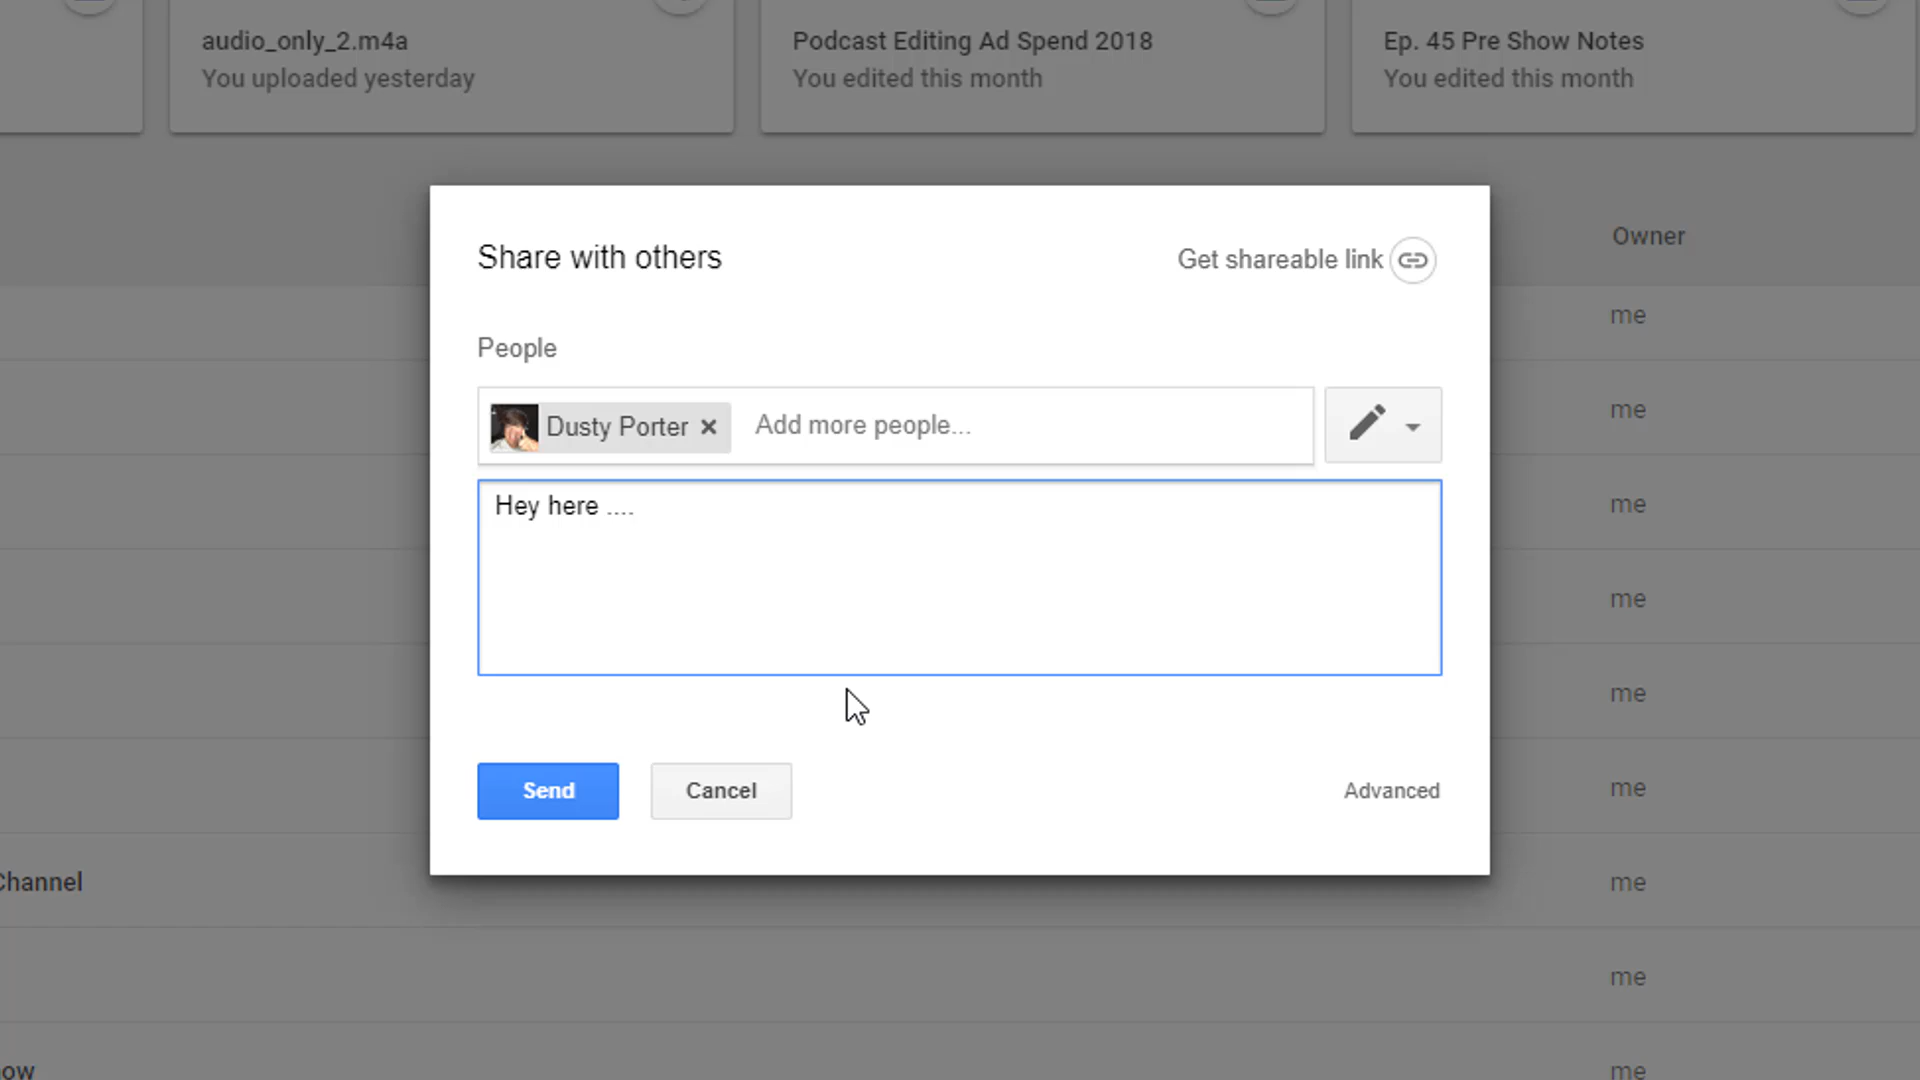 audio_only_2.m4a
You uploaded yesterday
Podcast Editing Ad Spend 2018
You edited this month
Ep. 45 Pre Show Notes
You edited this month
Owner
Share with others
Get shareable link
me
People
Dusty Porter
Add more people...
me
Hey here ....
me
me
me
Send
Cancel
Advanced
me
Channel
me
me
ow
me